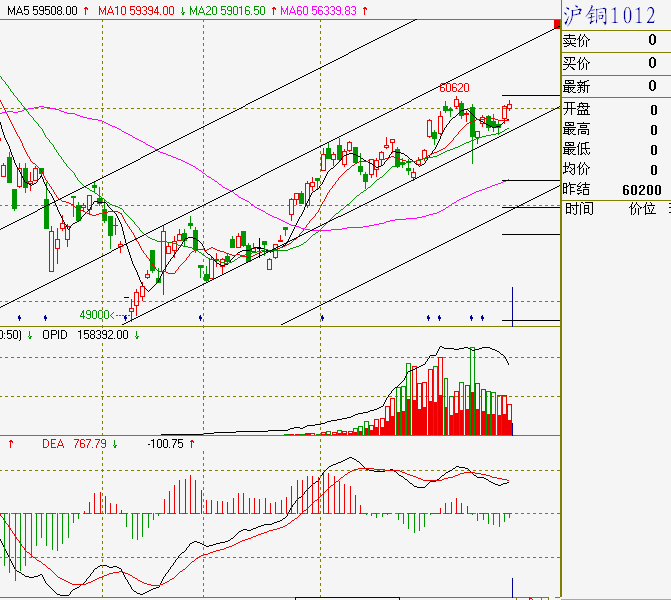 MA5 59508.00 ↑ MA10 59394.00 ↓ MA20 59016.50 ↑ MA60 56339.83 ↑
沪铜1012
卖价 0
买价 0
最新 0
开盘 0
最高 0
最低 0
均价 0
昨结 60200
时间 价位
60620
49000<
0:50) ↓ OPID 158392.00 ↓
↑ DEA 767.79 ↓ -100.75 ↑